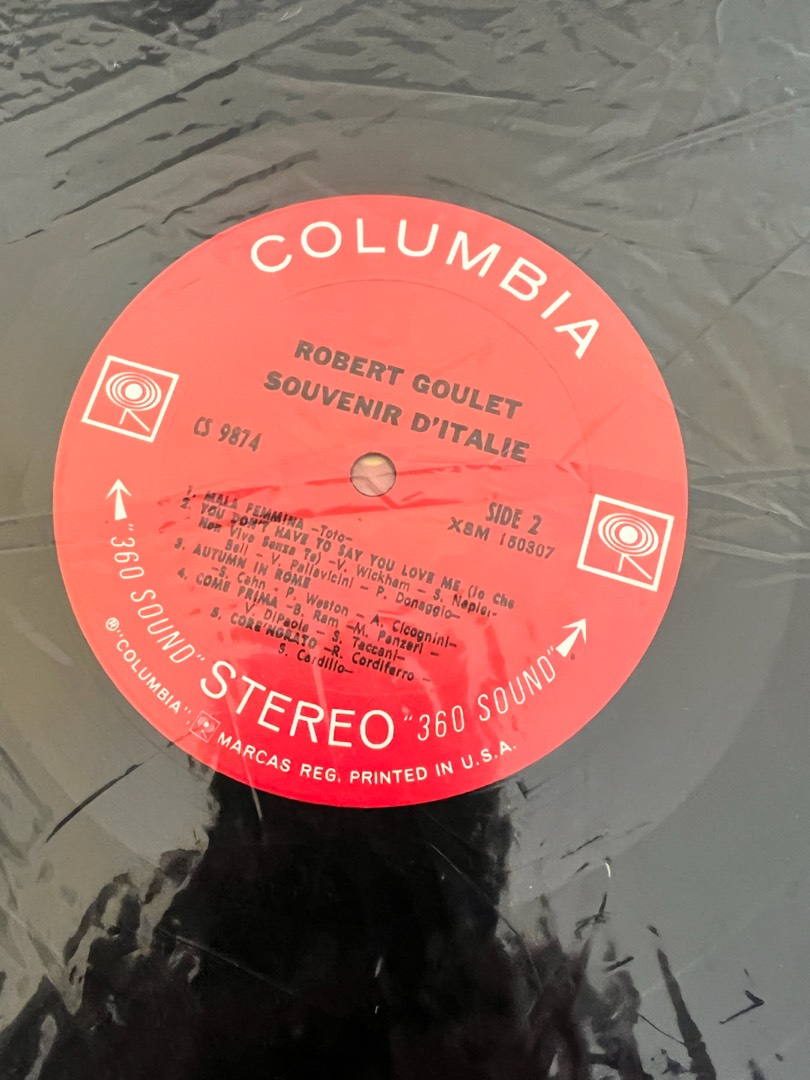 COLUMBIA
ROBERT GOULET
SOUVENIR D'ITALIE
CS 9874
SIDE 2
XSM 150307
1. MALA FEMMINA —Toto—
2. YOU DON'T HAVE TO SAY YOU LOVE ME (Io Che
Non Vivo Senza Te) —V. Wickham — S. Napier-
Bell — V. Pallavicini — P. Donaggio—
3. AUTUMN IN ROME
—S. Cahn — P. Weston — A. Cicognini—
4. COME PRIMA —B. Ram —M. Panzeri —
V. DiPaola — S. Taccani—
5. CORE'NGRATO —R. Cordiferro —
S. Cardillo—
"360 SOUND" STEREO "360 SOUND"
® "COLUMBIA", MARCAS REG. PRINTED IN U.S.A.